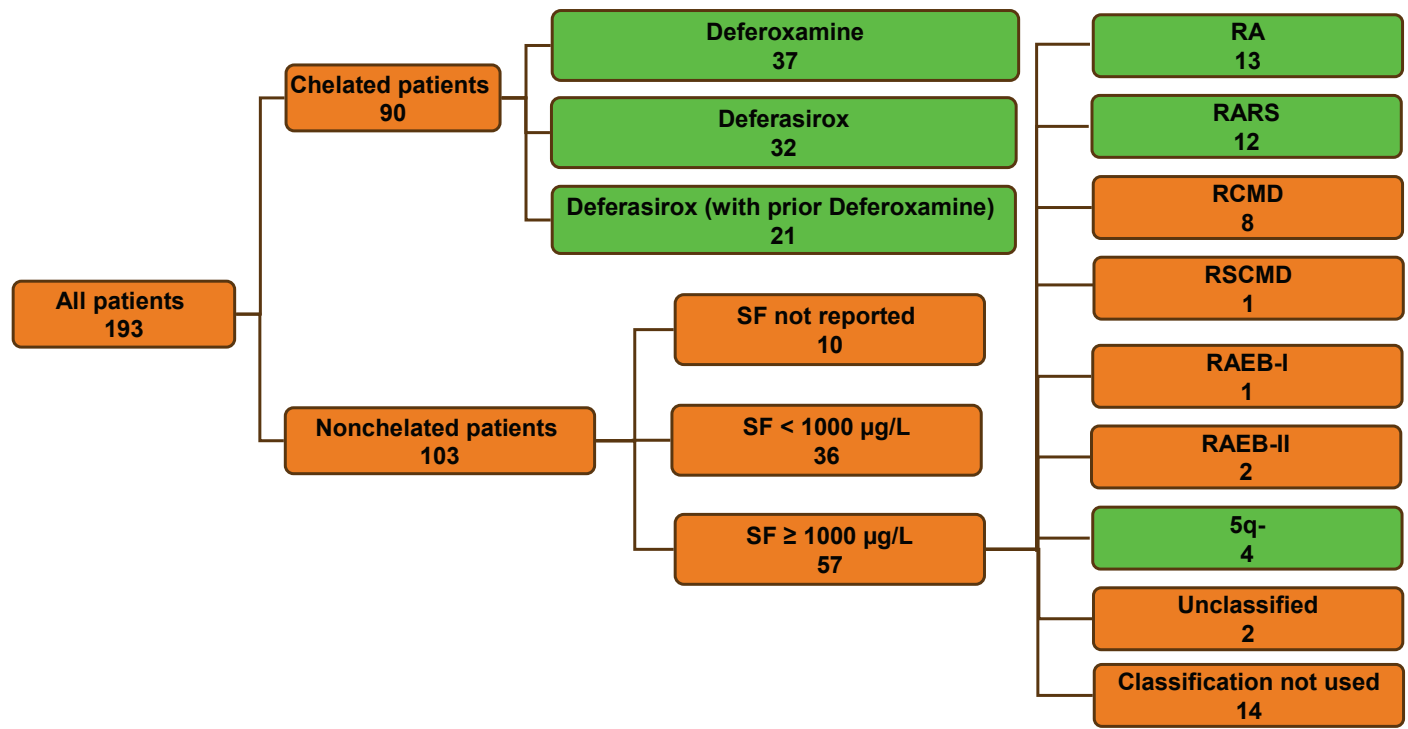 All patients
193
Chelated patients
90
Nonchelated patients
103
Deferoxamine
37
Deferasirox
32
Deferasirox (with prior Deferoxamine)
21
SF not reported
10
SF < 1000 µg/L
36
SF ≥ 1000 µg/L
57
RA
13
RARS
12
RCMD
8
RSCMD
1
RAEB-I
1
RAEB-II
2
5q-
4
Unclassified
2
Classification not used
14